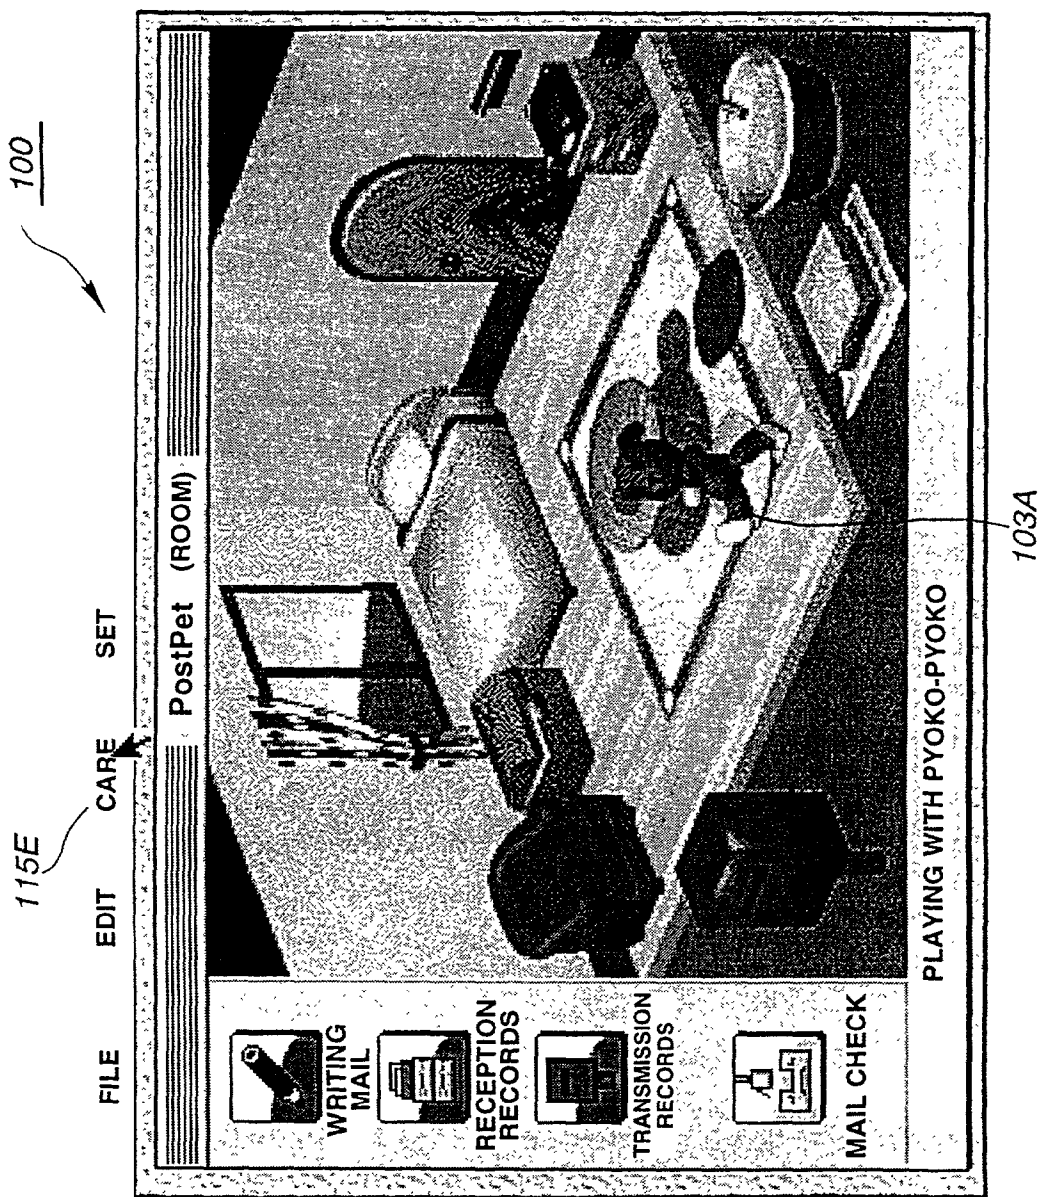 100
115E
FILE EDIT CARE SET
PostPet (ROOM)
WRITING
MAIL
RECEPTION
RECORDS
TRANSMISSION
RECORDS
MAIL CHECK
103A
PLAYING WITH PYOKO-PYOKO